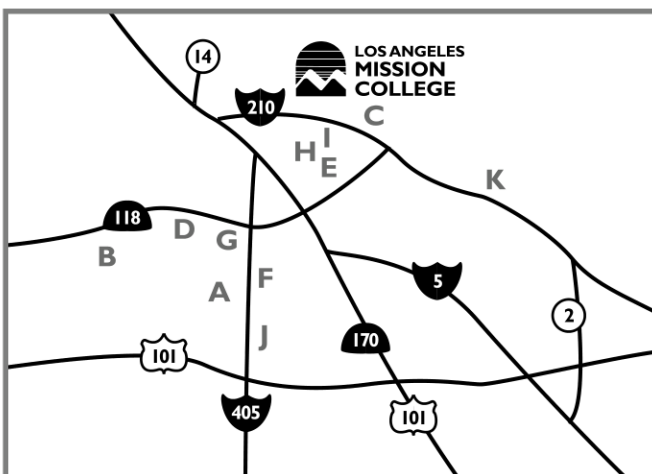 LOS ANGELES
MISSION
COLLEGE
14
210
C
I
H
E
K
118
D
G
B
F
5
A
2
J
170
101
405
101